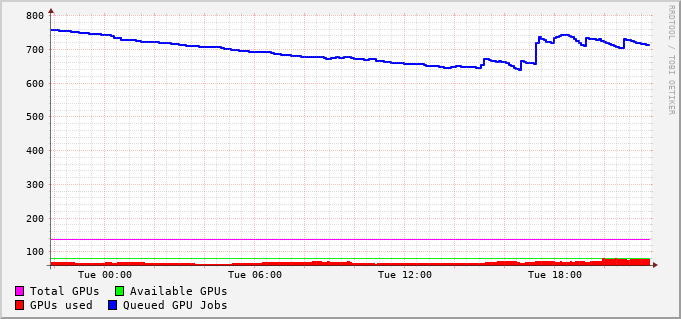 800
700
600
500
400
300
200
100
Tue 00:00 Tue 06:00 Tue 12:00 Tue 18:00
Total GPUs Available GPUs
GPUs used Queued GPU Jobs
RRDTOOL / TOBI OETIKER